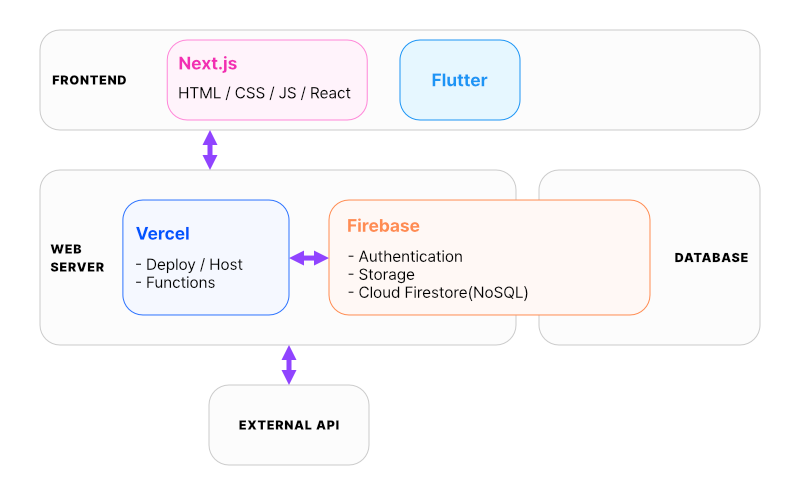 FRONTEND
Next.js
HTML / CSS / JS / React
Flutter
WEB
SERVER
Vercel
- Deploy / Host
- Functions
Firebase
- Authentication
- Storage
- Cloud Firestore(NoSQL)
DATABASE
EXTERNAL API